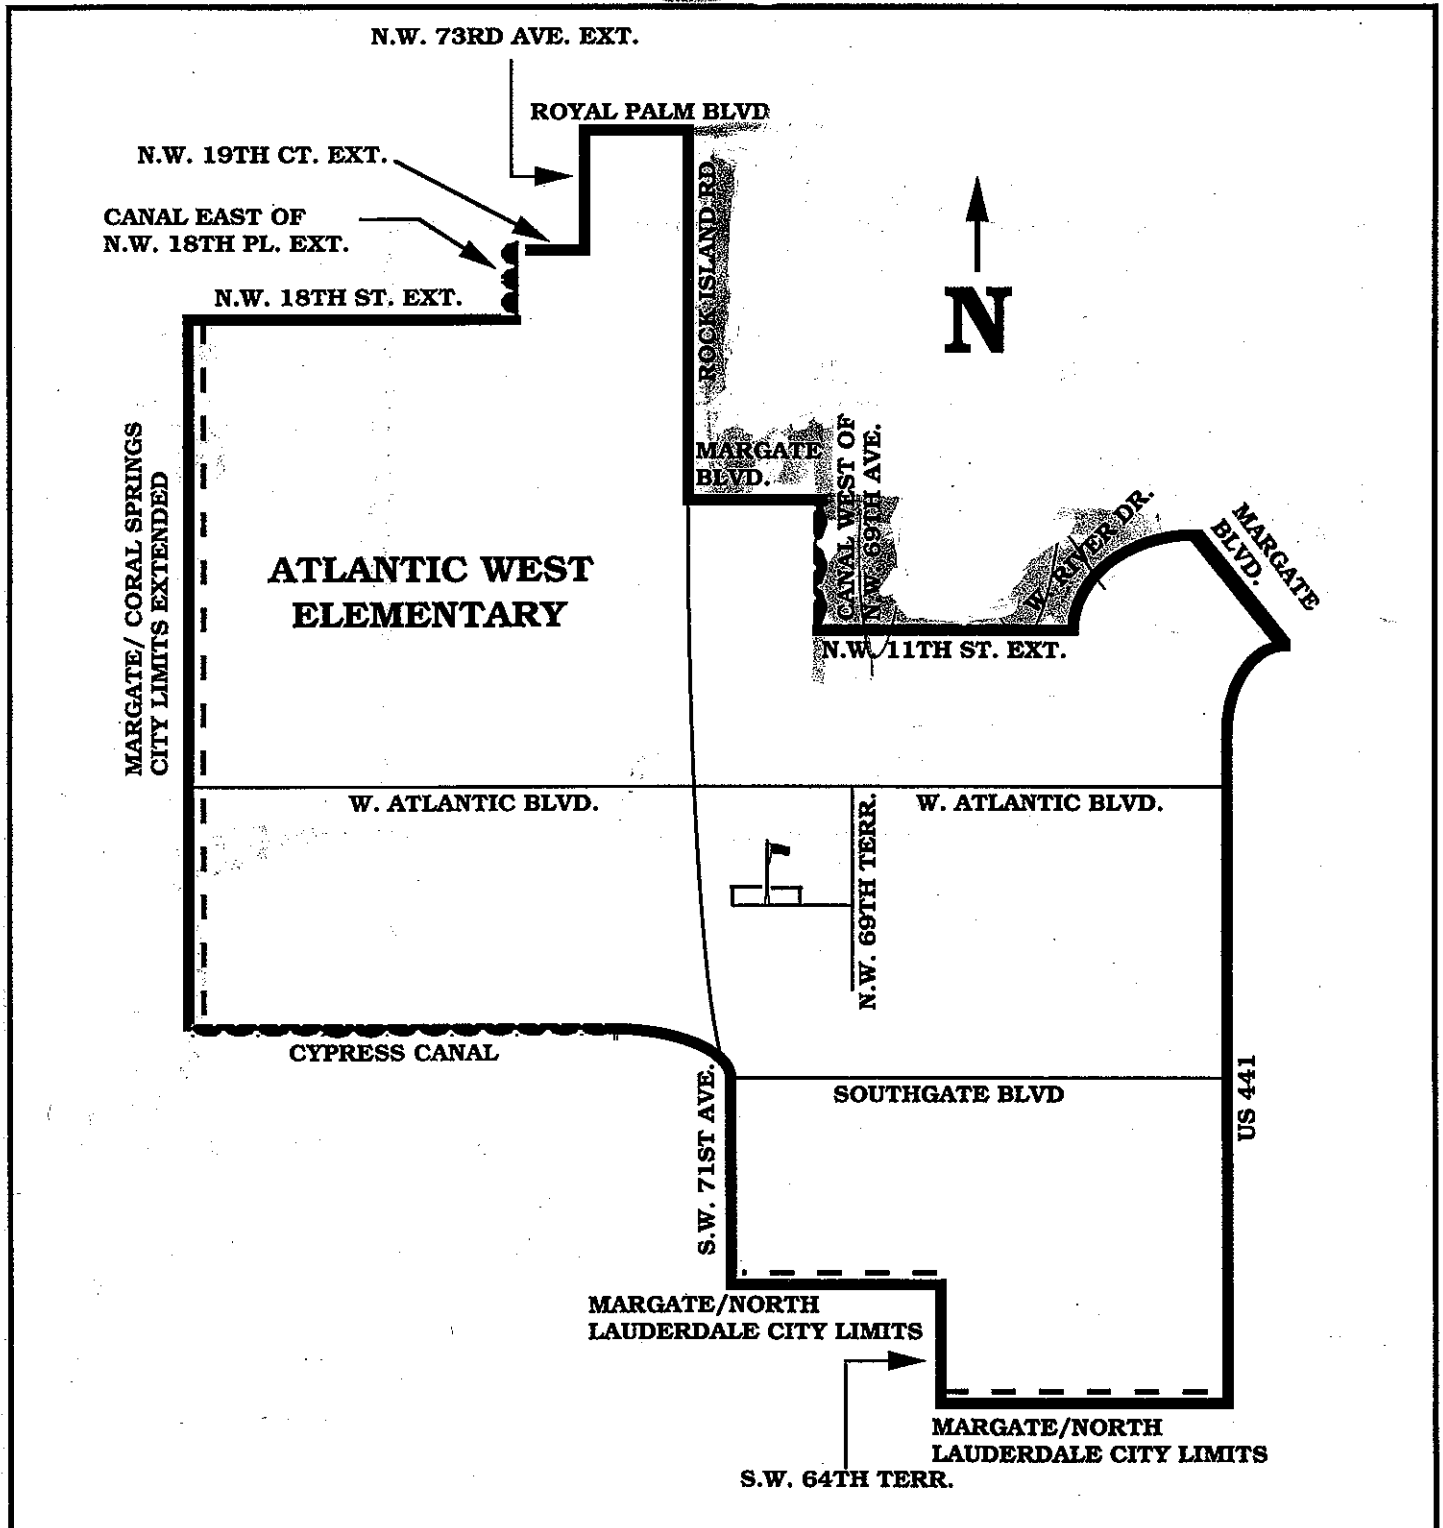 N.W. 73RD AVE. EXT.
ROYAL PALM BLVD
N.W. 19TH CT. EXT.
CANAL EAST OF
N.W. 18TH PL. EXT.
N.W. 18TH ST. EXT.
ROCK ISLAND RD.
N
MARGATE/ CORAL SPRINGS
CITY LIMITS EXTENDED
MARGATE
BLVD.
CANAL WEST OF
N.W. 69TH AVE.
W. RIVER DR.
MARGATE
BLVD.
ATLANTIC WEST
ELEMENTARY
N.W. 11TH ST. EXT.
W. ATLANTIC BLVD.
W. ATLANTIC BLVD.
N.W. 69TH TERR.
CYPRESS CANAL
S.W. 71ST AVE.
SOUTHGATE BLVD
US 441
MARGATE/NORTH
LAUDERDALE CITY LIMITS
MARGATE/NORTH
LAUDERDALE CITY LIMITS
S.W. 64TH TERR.